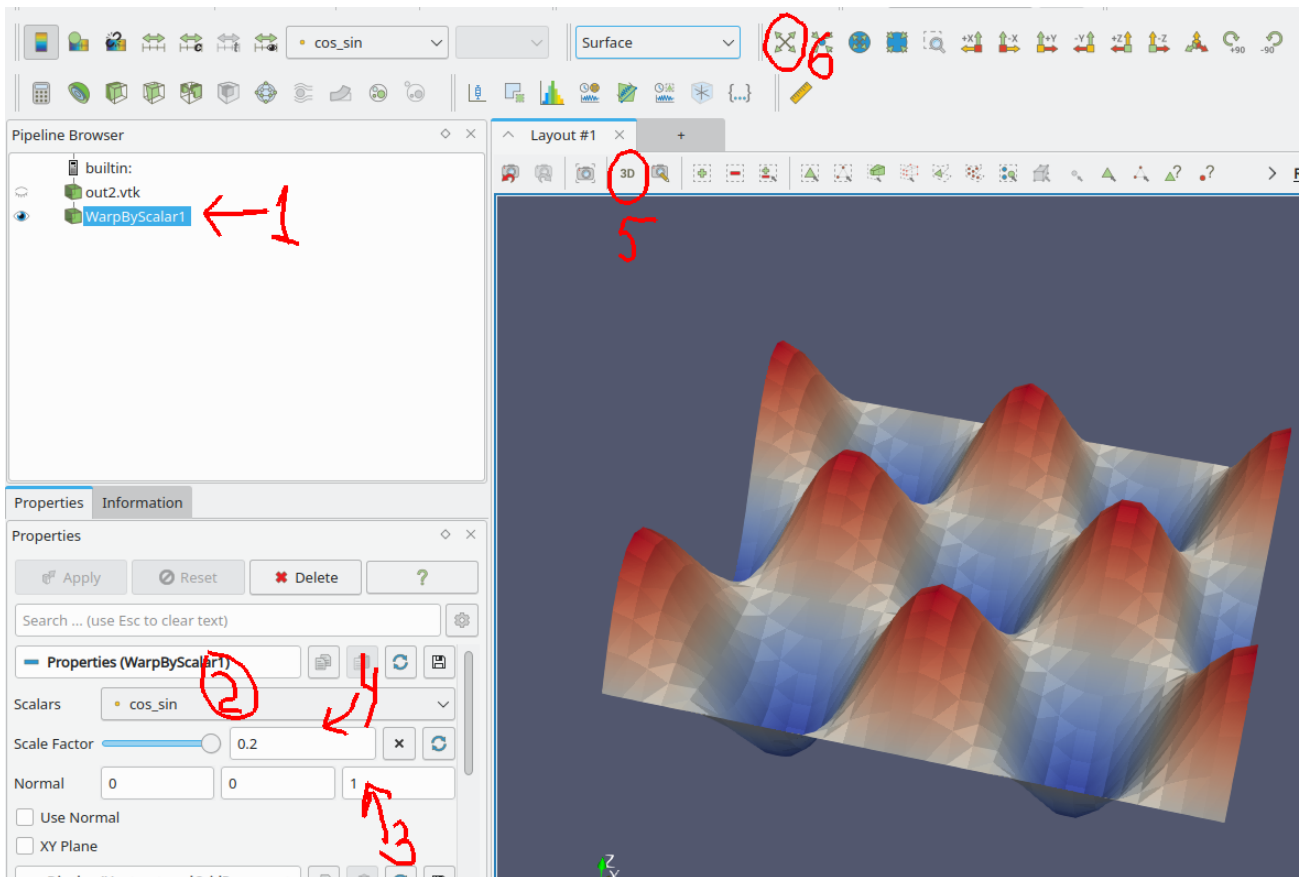 cos_sin
Surface
6
+X
-X
+Y
-Y
+Z
-Z
+90
-90
{...}
Pipeline Browser
Layout #1
+
builtin:
out2.vtk
WarpByScalar1
1
3D
5
Properties Information
Properties
Apply Reset Delete ?
Search ... (use Esc to clear text)
Properties (WarpByScalar1)
2
4
Scalars cos_sin
Scale Factor 0.2
Normal 0 0 1
3
Use Normal
XY Plane
Z
Y